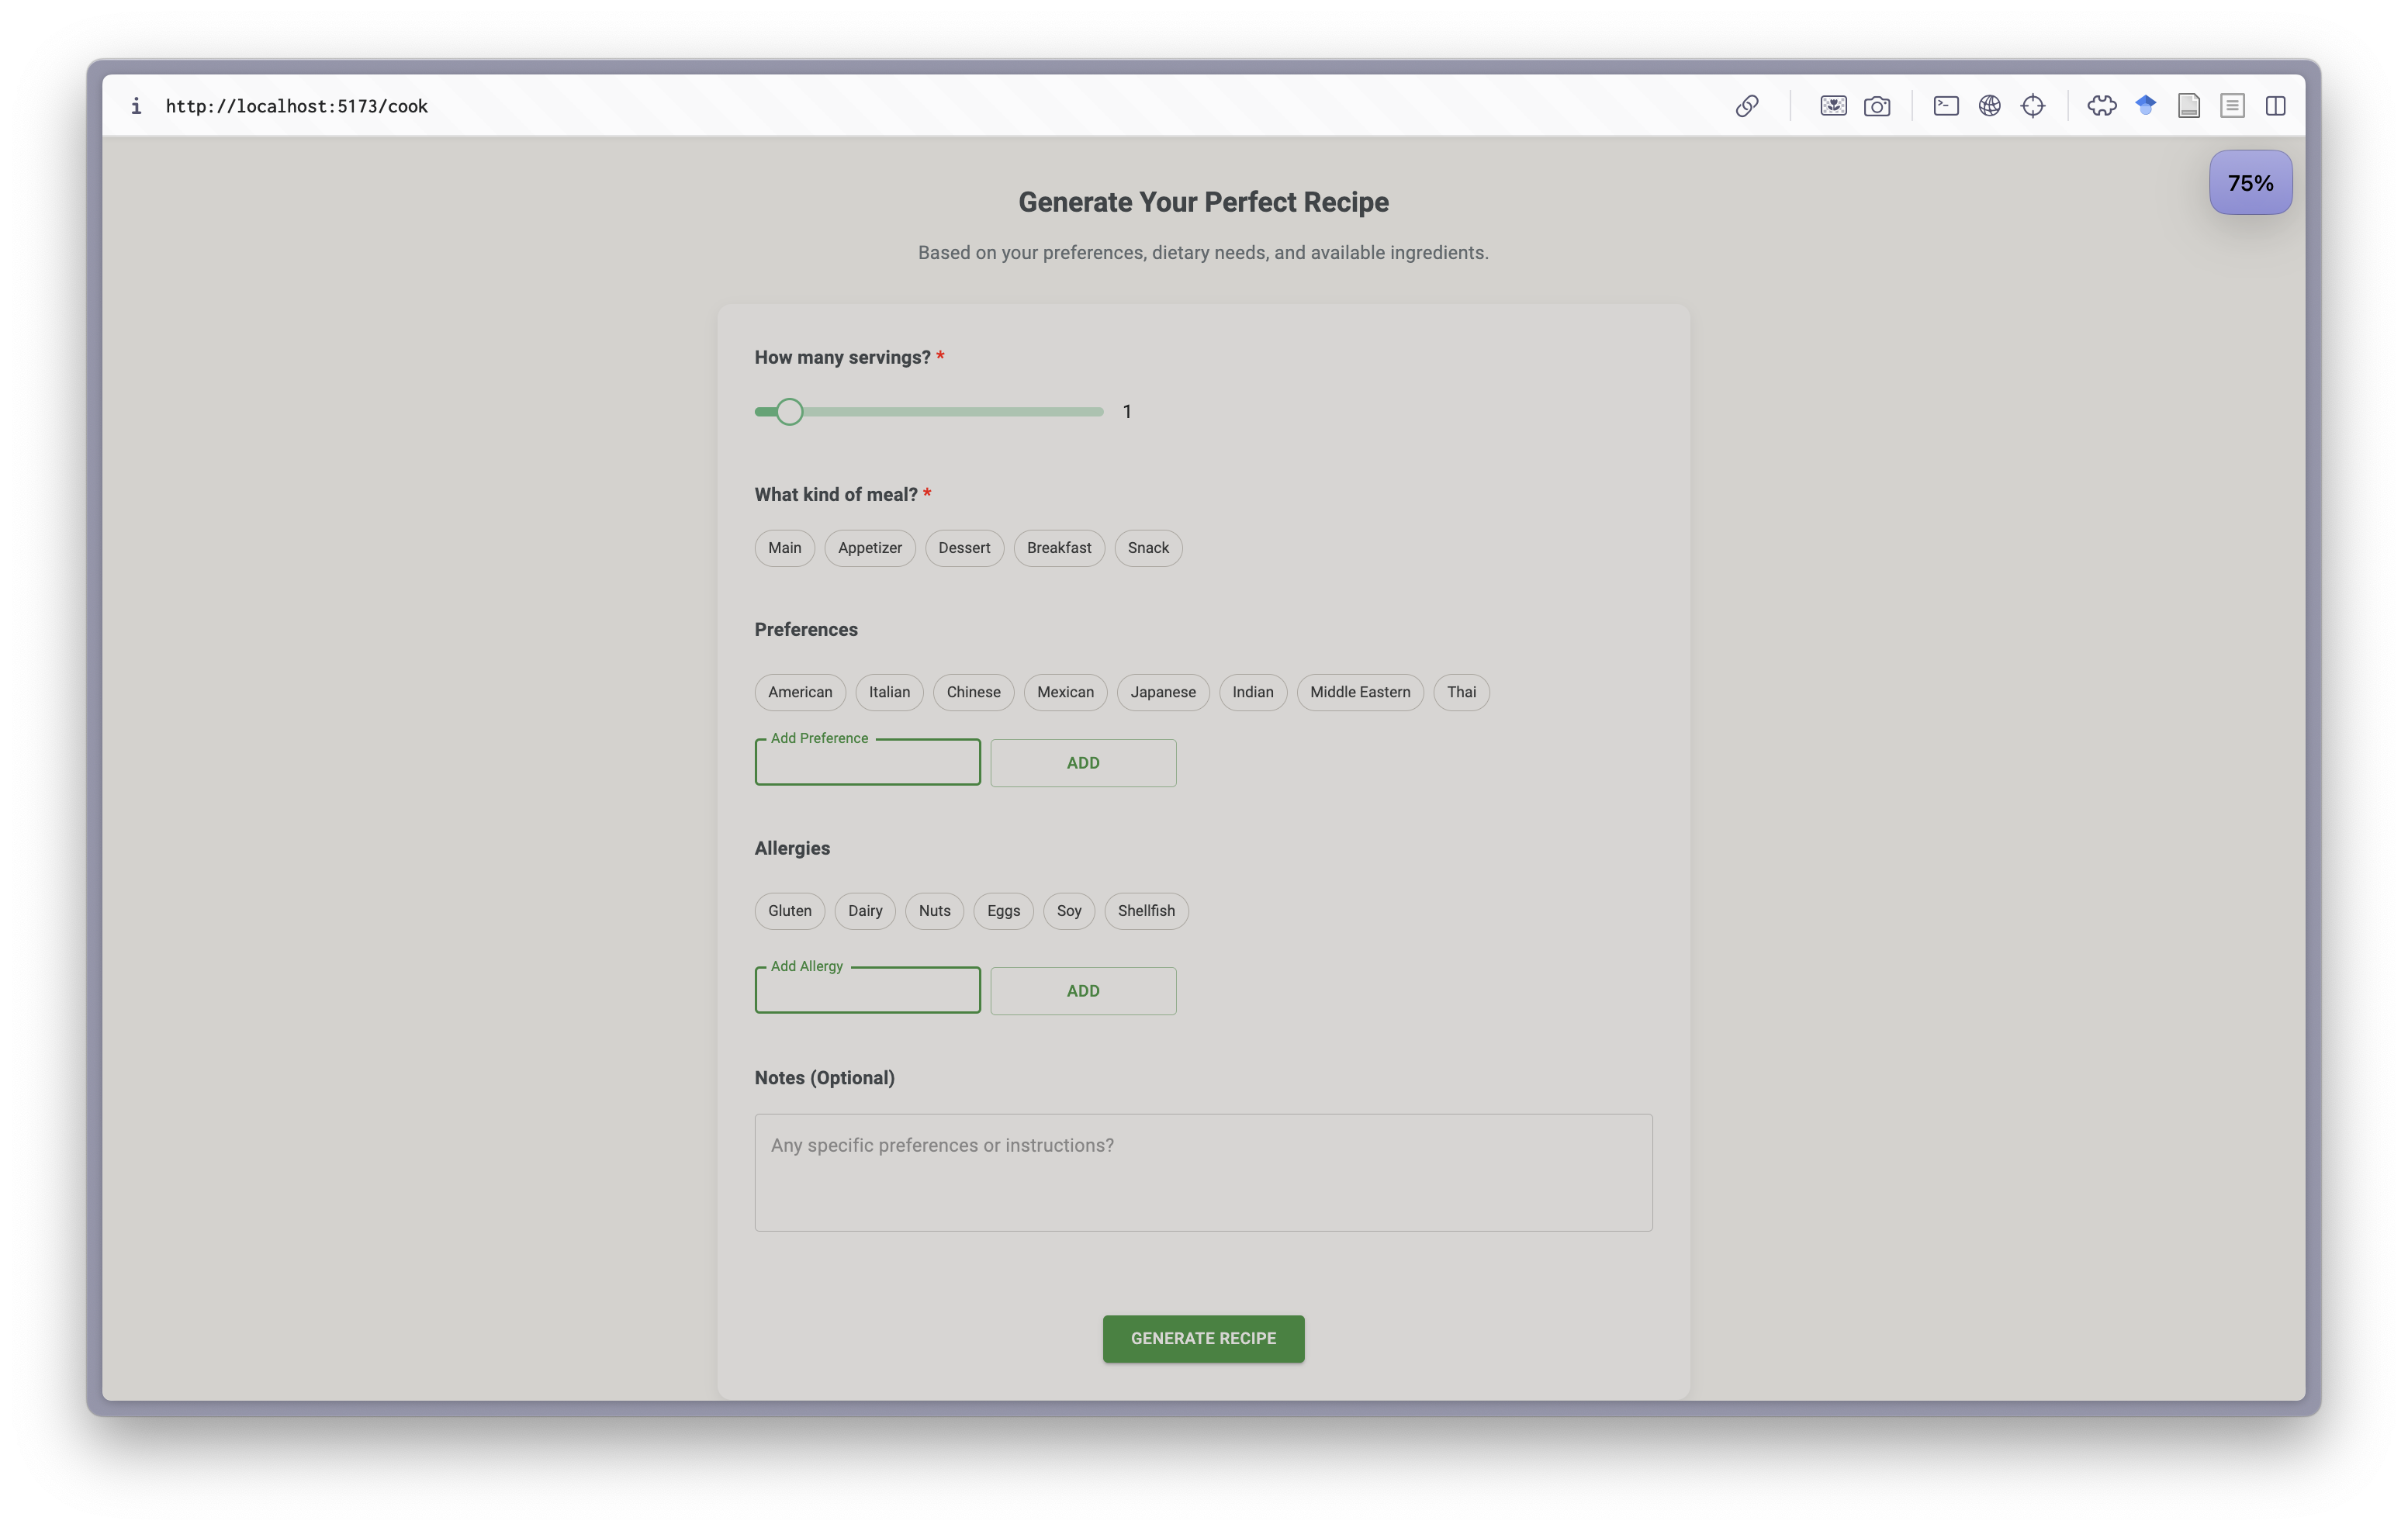 i http://localhost:5173/cook
75%
Generate Your Perfect Recipe
Based on your preferences, dietary needs, and available ingredients.
How many servings? *
1
What kind of meal? *
Main Appetizer Dessert Breakfast Snack
Preferences
American Italian Chinese Mexican Japanese Indian Middle Eastern Thai
Add Preference
ADD
Allergies
Gluten Dairy Nuts Eggs Soy Shellfish
Add Allergy
ADD
Notes (Optional)
Any specific preferences or instructions?
GENERATE RECIPE